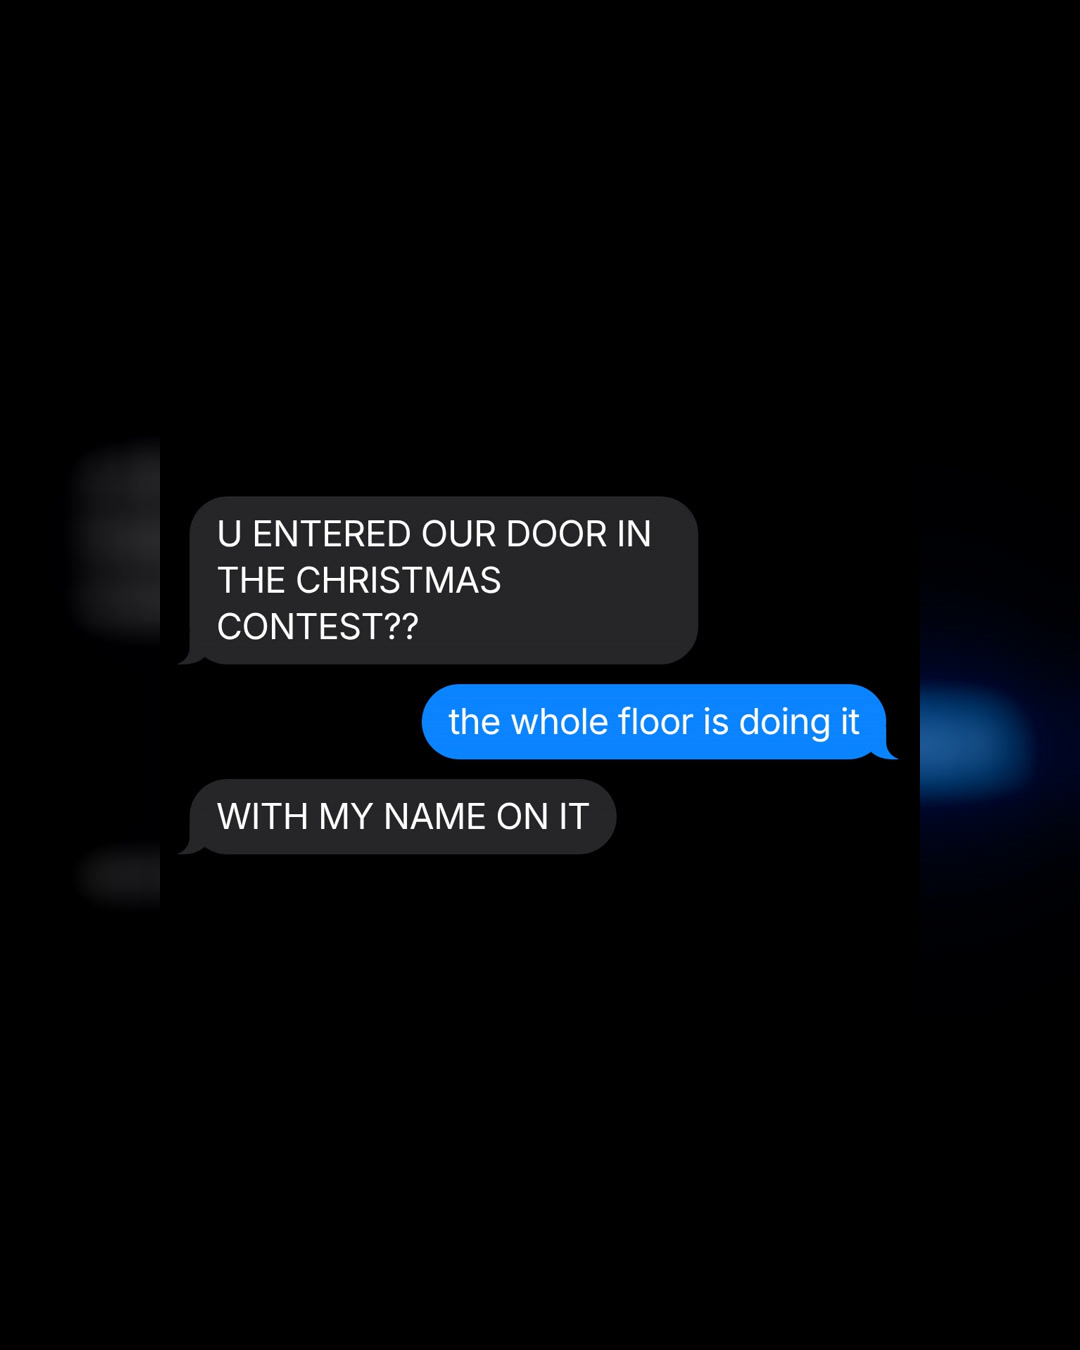 U ENTERED OUR DOOR IN
THE CHRISTMAS
CONTEST??
the whole floor is doing it
WITH MY NAME ON IT